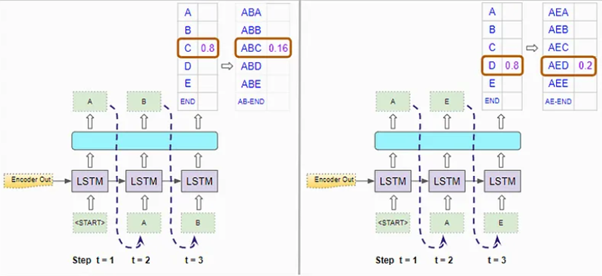 A
B
C 0.8
D
E
END
ABA
ABB
ABC 0.16
ABD
ABE
AB-END
A B
Encoder Out
LSTM LSTM LSTM
<START> A B
Step t = 1 t = 2 t = 3
A
B
C
D 0.8
E
END
AEA
AEB
AEC
AED 0.2
AEE
AE-END
A E
Encoder Out
LSTM LSTM LSTM
<START> A E
Step t = 1 t = 2 t = 3